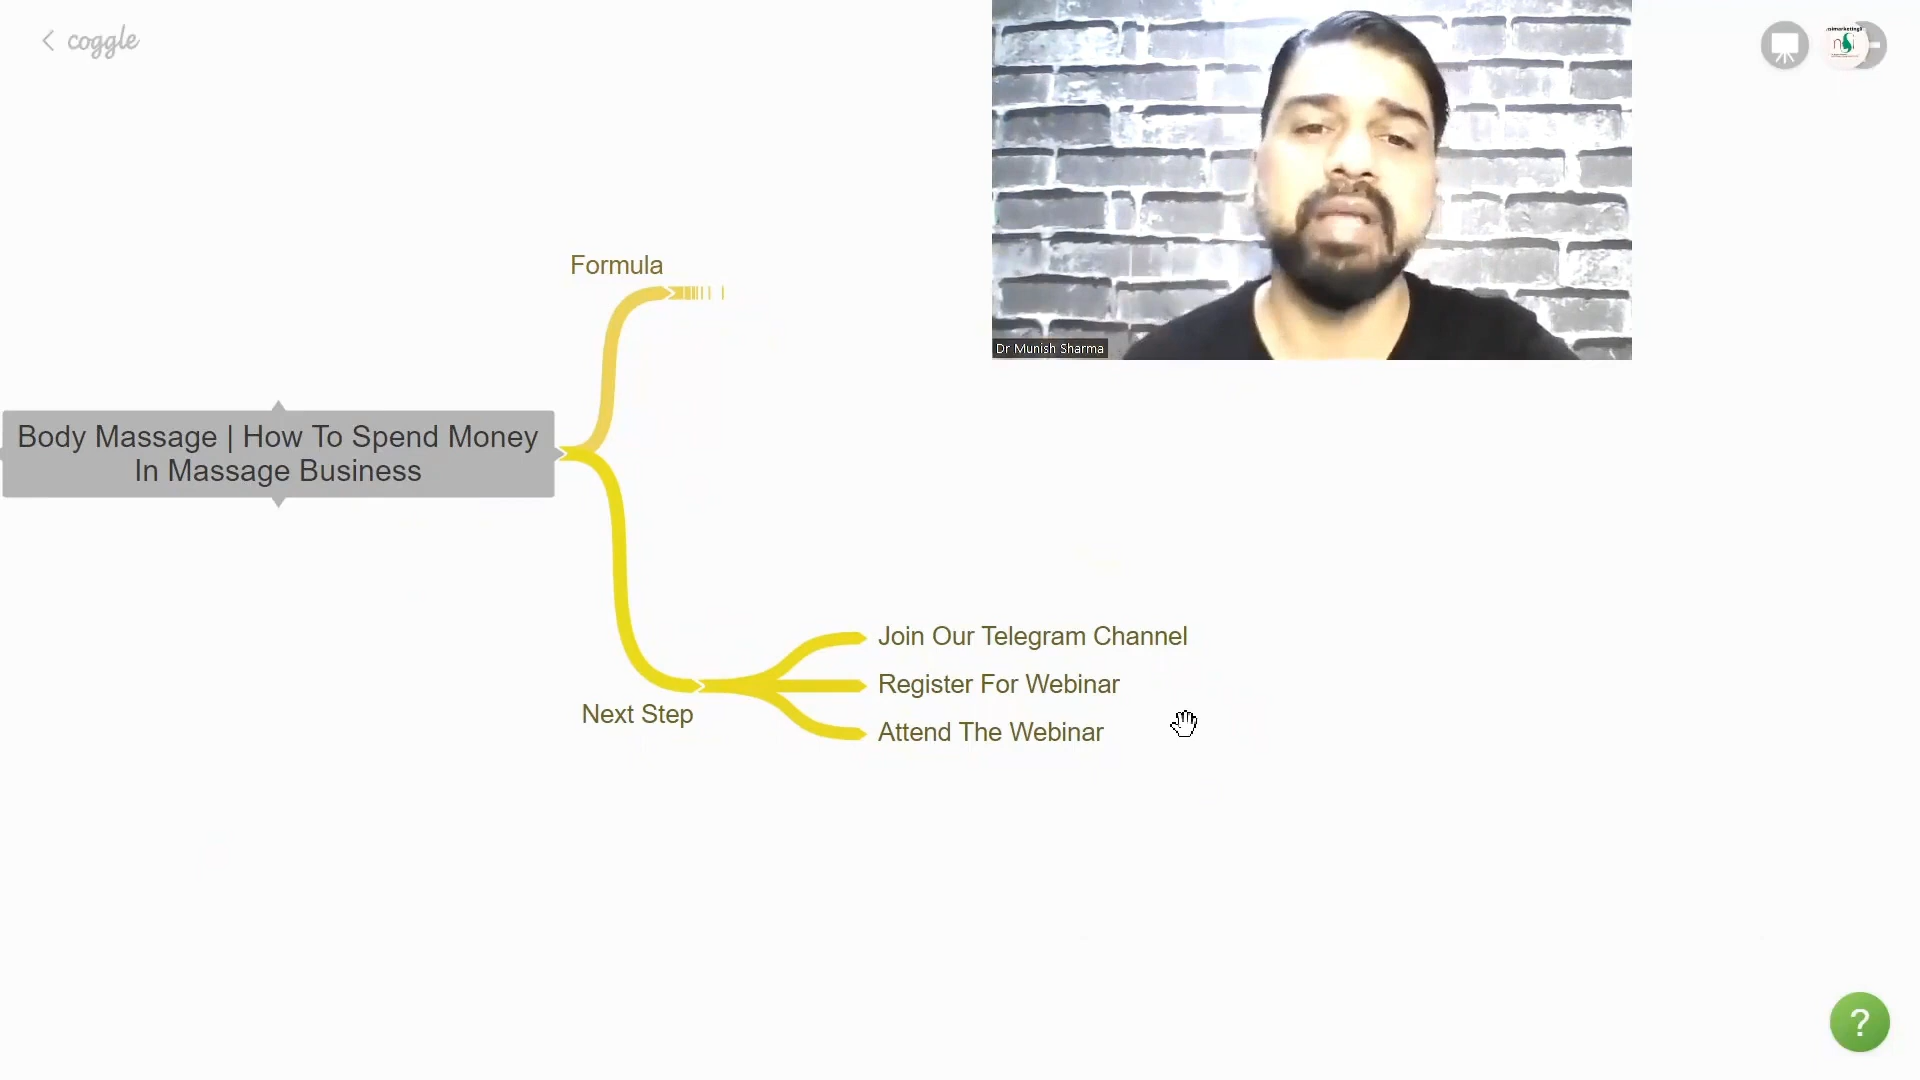 coggle
nsi
Dr Munish Sharma
Formula
Body Massage | How To Spend Money
In Massage Business
Join Our Telegram Channel
Register For Webinar
Next Step
Attend The Webinar
?